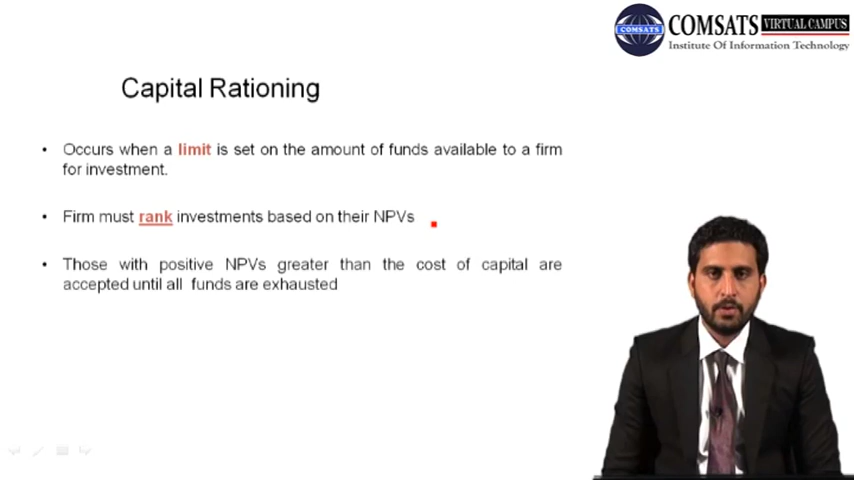 COMSATS
COMSATS VIRTUAL CAMPUS
Institute Of Information Technology
Capital Rationing
• Occurs when a limit is set on the amount of funds available to a firm
for investment.
• Firm must rank investments based on their NPVs
• Those with positive NPVs greater than the cost of capital are
accepted until all funds are exhausted